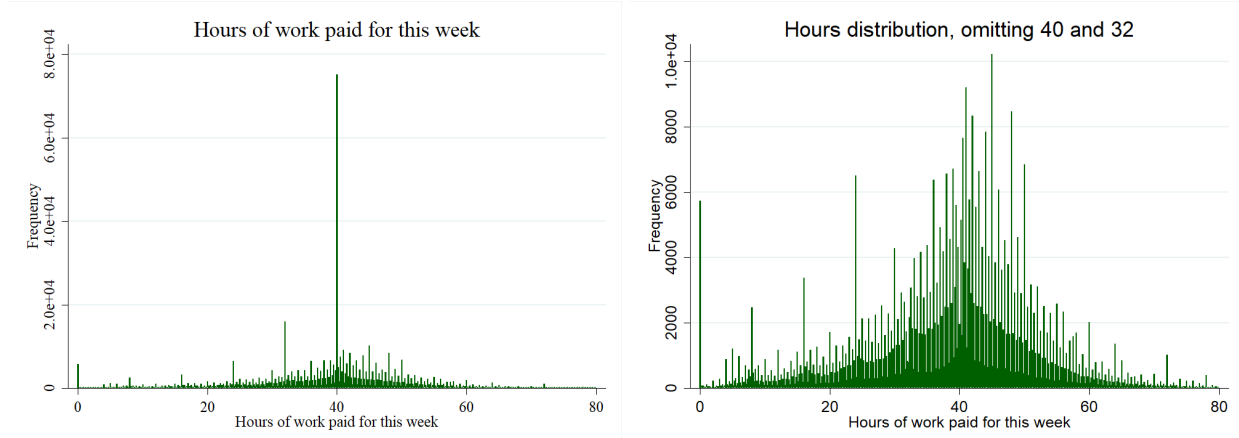 Hours of work paid for this week
Frequency
8.0e+04
6.0e+04
4.0e+04
2.0e+04
0
0 20 40 60 80
Hours of work paid for this week
Hours distribution, omitting 40 and 32
Frequency
1.0e+04
8000
6000
4000
2000
0
0 20 40 60 80
Hours of work paid for this week